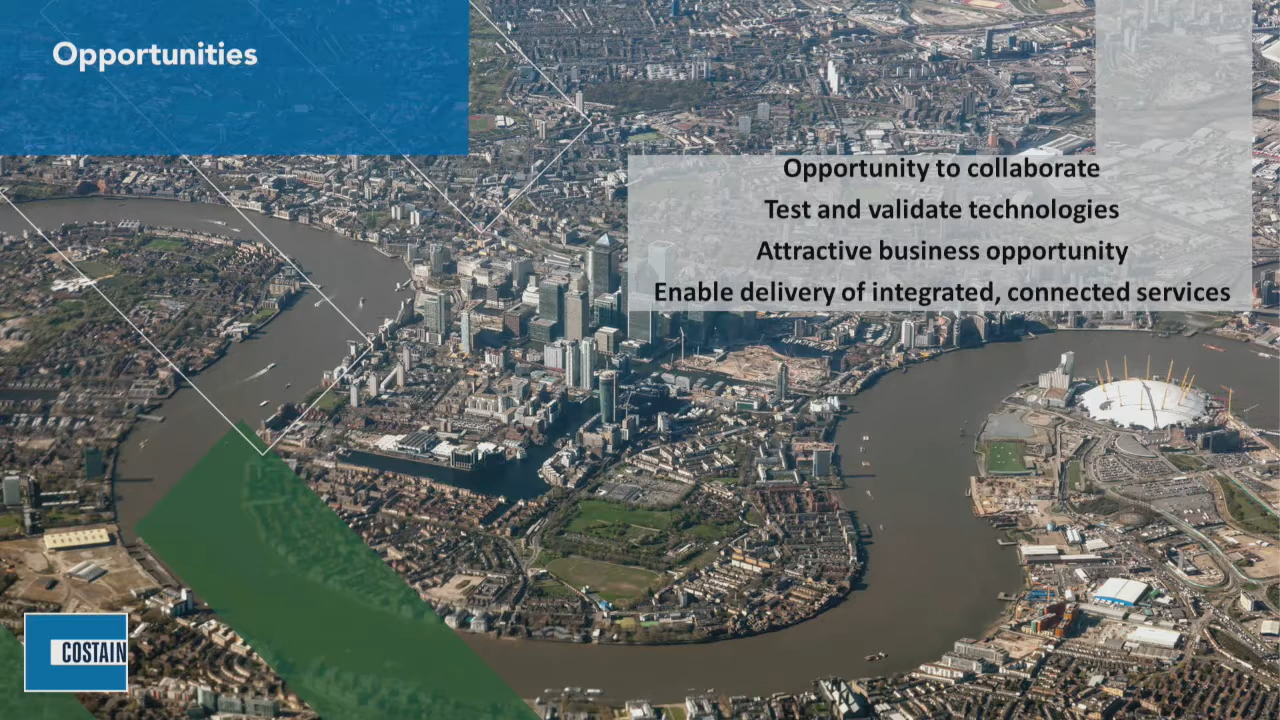 Opportunities
Opportunity to collaborate
Test and validate technologies
Attractive business opportunity
Enable delivery of integrated, connected services
COSTAIN